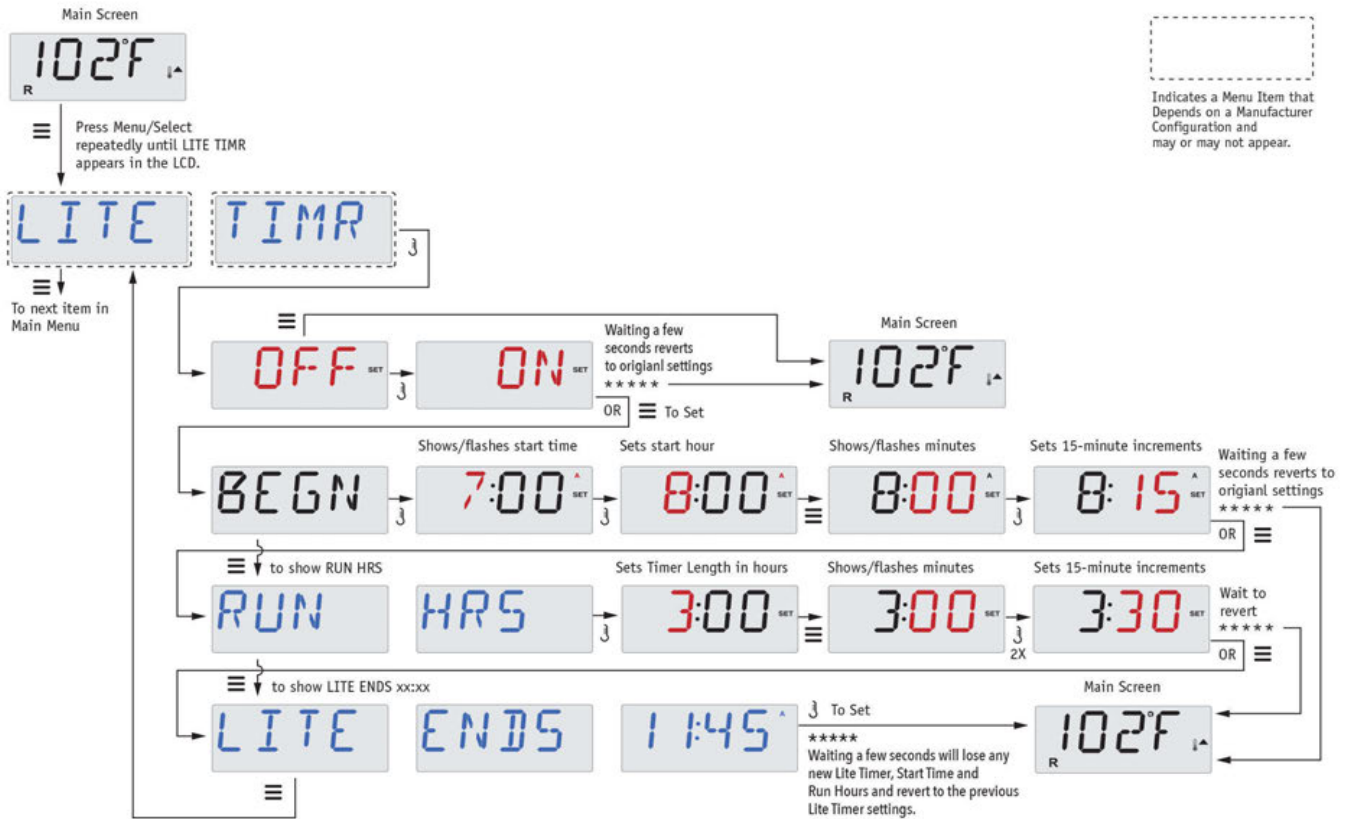 Main Screen
102°F
R
Press Menu/Select
repeatedly until LITE TIMR
appears in the LCD.
Indicates a Menu Item that
Depends on a Manufacturer
Configuration and
may or may not appear.
LITE TIMR
To next item in
Main Menu
OFF SET
ON SET
Waiting a few
seconds reverts
to origianl settings
*****
OR To Set
Main Screen
102°F
R
Shows/flashes start time
Sets start hour
Shows/flashes minutes
Sets 15-minute increments
BEGN
7:00 A SET
8:00 A SET
8:00 A SET
8:15 A SET
Waiting a few
seconds reverts to
origianl settings
*****
OR
to show RUN HRS
Sets Timer Length in hours
Shows/flashes minutes
Sets 15-minute increments
RUN HRS
3:00 SET
3:00 SET
2X
3:30 SET
Wait to
revert
*****
OR
to show LITE ENDS xx:xx
LITE ENDS 11:45 A
To Set
*****
Waiting a few seconds will lose any
new Lite Timer, Start Time and
Run Hours and revert to the previous
Lite Timer settings.
Main Screen
102°F
R